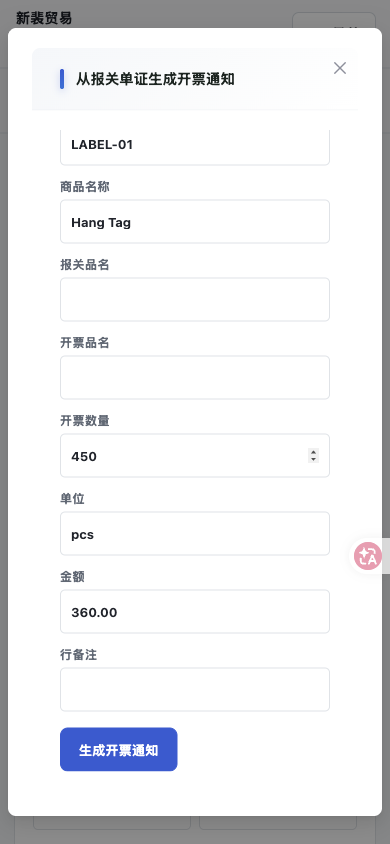 新裴贸易
从报关单证生成开票通知
LABEL-01
商品名称
Hang Tag
报关品名
开票品名
开票数量
450
单位
pcs
金额
360.00
行备注
生成开票通知